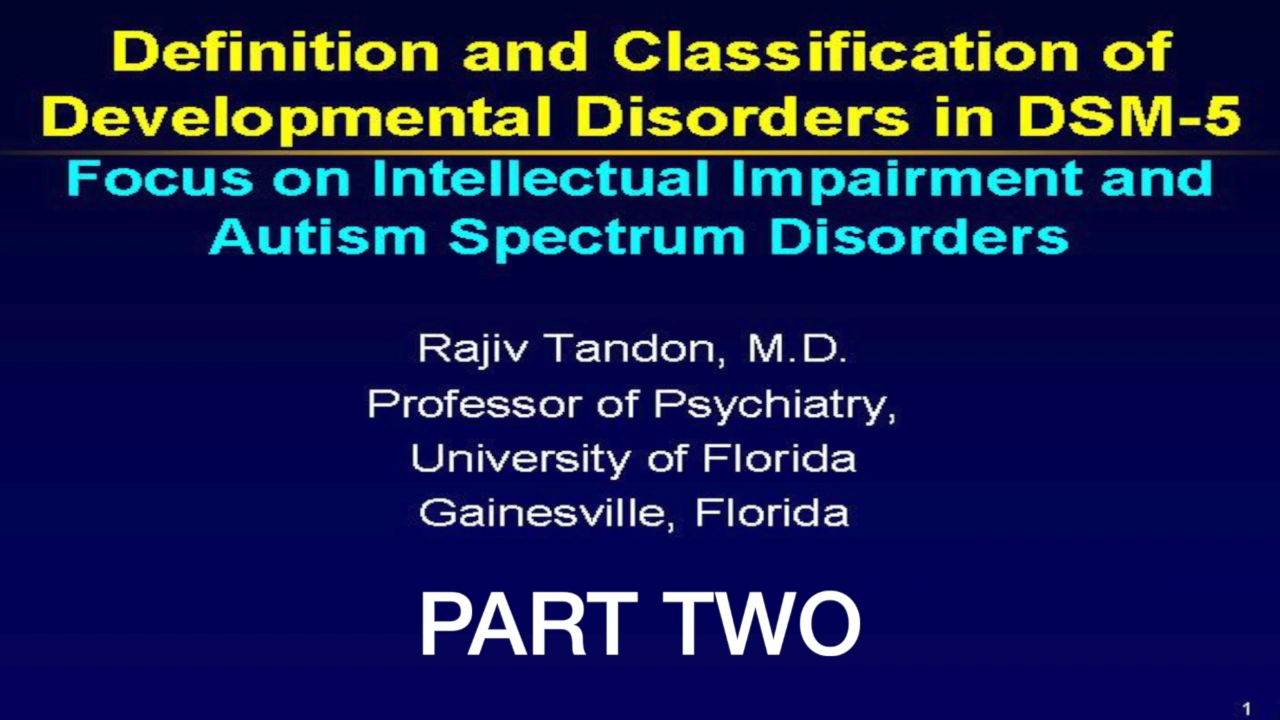 Definition and Classification of
Developmental Disorders in DSM-5
Focus on Intellectual Impairment and
Autism Spectrum Disorders
Rajiv Tandon, M.D.
Professor of Psychiatry,
University of Florida
Gainesville, Florida
PART TWO
1